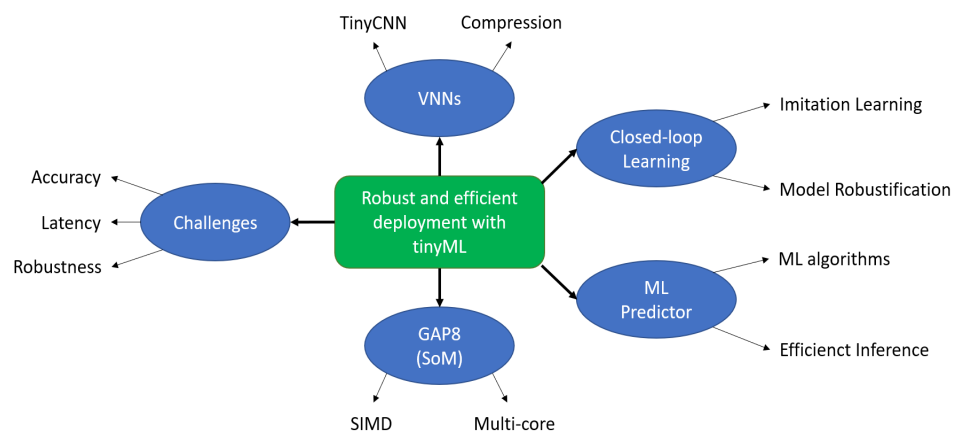 TinyCNN
Compression
VNNs
Imitation Learning
Closed-loop
Learning
Model Robustification
Accuracy
Latency
Robustness
Challenges
Robust and efficient
deployment with
tinyML
ML algorithms
ML
Predictor
Efficienct Inference
GAP8
(SoM)
SIMD
Multi-core